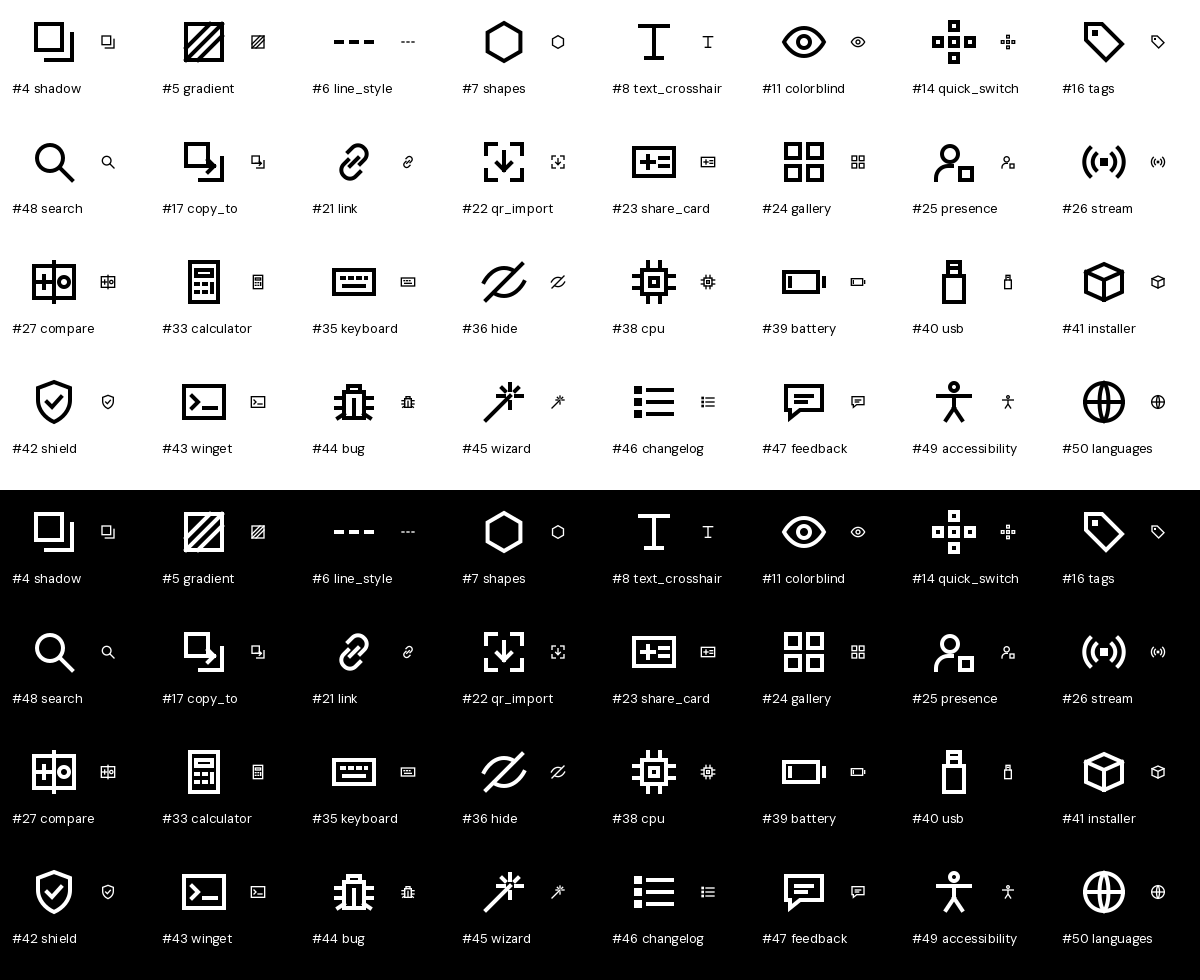 #4 shadow #5 gradient #6 line_style #7 shapes #8 text_crosshair #11 colorblind #14 quick_switch #16 tags
#48 search #17 copy_to #21 link #22 qr_import #23 share_card #24 gallery #25 presence #26 stream
#27 compare #33 calculator #35 keyboard #36 hide #38 cpu #39 battery #40 usb #41 installer
#42 shield #43 winget #44 bug #45 wizard #46 changelog #47 feedback #49 accessibility #50 languages
#4 shadow #5 gradient #6 line_style #7 shapes #8 text_crosshair #11 colorblind #14 quick_switch #16 tags
#48 search #17 copy_to #21 link #22 qr_import #23 share_card #24 gallery #25 presence #26 stream
#27 compare #33 calculator #35 keyboard #36 hide #38 cpu #39 battery #40 usb #41 installer
#42 shield #43 winget #44 bug #45 wizard #46 changelog #47 feedback #49 accessibility #50 languages